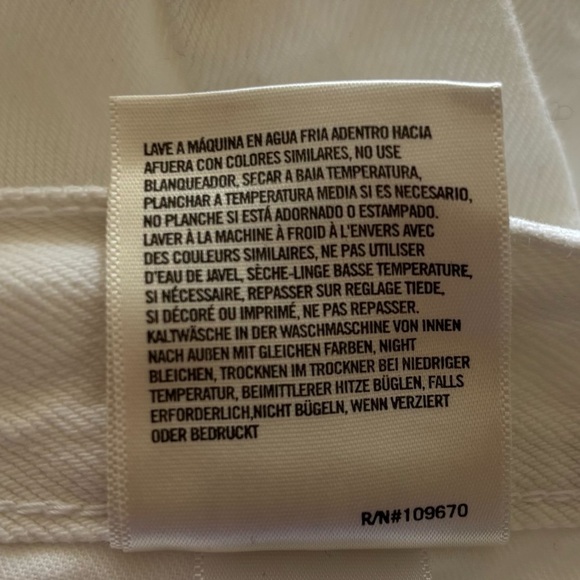 LAVE A MÁQUINA EN AGUA FRIA ADENTRO HACIA
AFUERA CON COLORES SIMILARES, NO USE
BLANQUEADOR, SECAR A BAJA TEMPERATURA,
PLANCHAR A TEMPERATURA MEDIA SI ES NECESARIO,
NO PLANCHE SI ESTÁ ADORNADO O ESTAMPADO.
LAVER À LA MACHINE À FROID À L'ENVERS AVEC
DES COULEURS SIMILAIRES, NE PAS UTILISER
D'EAU DE JAVEL, SÈCHE-LINGE BASSE TEMPERATURE,
SI NÉCESSAIRE, REPASSER SUR REGLAGE TIEDE,
SI DÉCORÉ OU IMPRIMÉ, NE PAS REPASSER.
KALTWÄSCHE IN DER WASCHMASCHINE VON INNEN
NACH AUßEN MIT GLEICHEN FARBEN, NIGHT
BLEICHEN, TROCKNEN IM TROCKNER BEI NIEDRIGER
TEMPERATUR, BEIMITTLERER HITZE BÜGLEN, FALLS
ERFORDERLICH,NICHT BÜGELN, WENN VERZIERT
ODER BEDRUCKT
R/N#109670